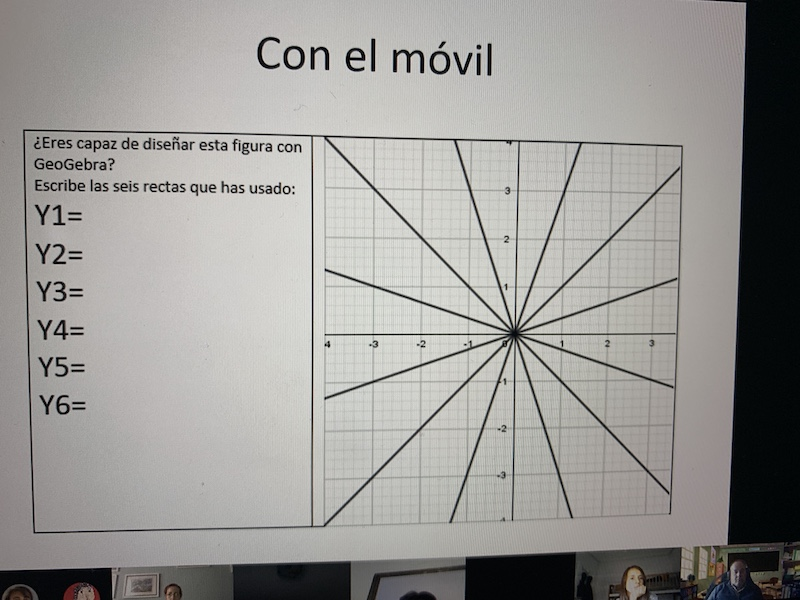 Con el móvil
¿Eres capaz de diseñar esta figura con
GeoGebra?
Escribe las seis rectas que has usado:
Y1=
Y2=
Y3=
Y4=
Y5=
Y6=
4
3
2
1
4 -3 -2 -1 0 1 2 3
-1
-2
-3